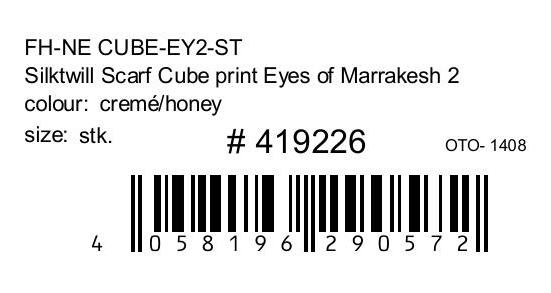 FH-NE CUBE-EY2-ST
Silktwill Scarf Cube print Eyes of Marrakesh 2
colour: cremé/honey
size: stk.
# 419226
OTO- 1408
4 058196 290572